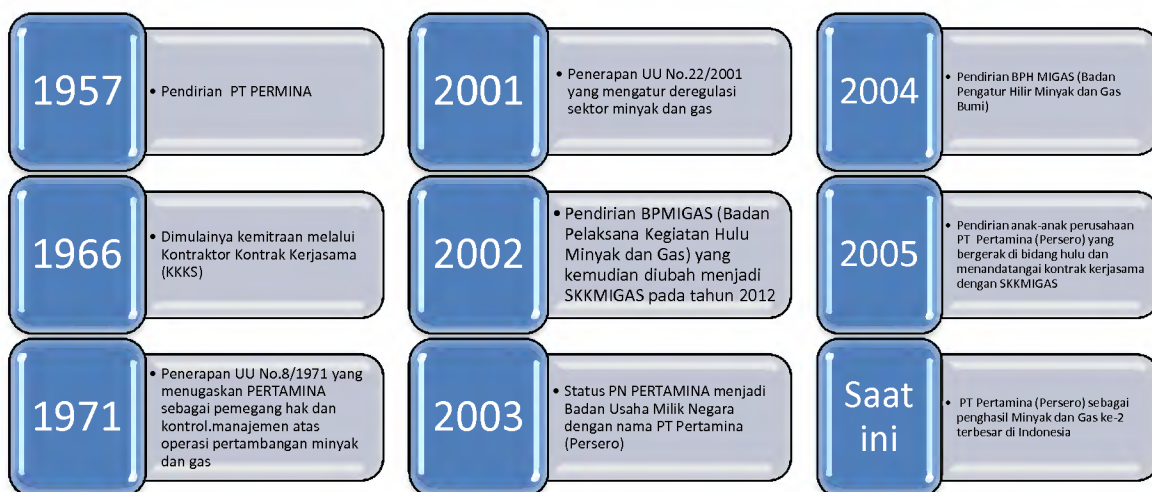 1957
• Pendirian PT PERMINA
1966
• Dimulainya kemitraan melalui
Kontraktor Kontrak Kerjasama
(KKKS)
1971
• Penerapan UU No.8/1971 yang
menugaskan PERTAMINA
sebagai pemegang hak dan
kontrol.manajemen atas
operasi pertambangan minyak
dan gas
2001
• Penerapan UU No.22/2001
yang mengatur deregulasi
sektor minyak dan gas
2002
• Pendirian BPMIGAS (Badan
Pelaksana Kegiatan Hulu
Minyak dan Gas) yang
kemudian diubah menjadi
SKKMIGAS pada tahun 2012
2003
• Status PN PERTAMINA menjadi
Badan Usaha Milik Negara
dengan nama PT Pertamina
(Persero)
2004
• Pendirian BPH MIGAS (Badan
Pengatur Hilir Minyak dan Gas
Bumi)
2005
• Pendirian anak-anak perusahaan
PT Pertamina (Persero) yang
bergerak di bidang hulu dan
menandatangai kontrak kerjasama
dengan SKKMIGAS
Saat
ini
• PT Pertamina (Persero) sebagai
penghasil Minyak dan Gas ke-2
terbesar di Indonesia